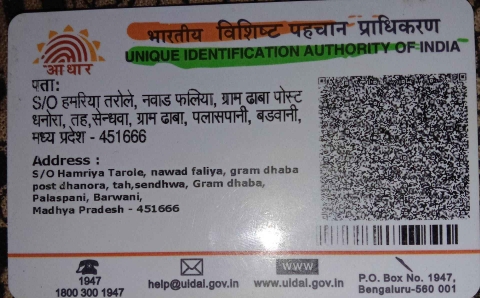 भारतीय विशिष्ट पहचान प्राधिकरण
UNIQUE IDENTIFICATION AUTHORITY OF INDIA
आधार
पता:
S/O हमरिया तरोले, नवाड फलिया, ग्राम ढाबा पोस्ट
धनोरा, तह,सेन्धवा, ग्राम ढाबा, पलासपानी, बडवानी,
मध्य प्रदेश - 451666
Address :
S/O Hamriya Tarole, nawad faliya, gram dhaba
post dhanora, tah,sendhwa, Gram dhaba,
Palaspani, Barwani,
Madhya Pradesh - 451666
1947
1800 300 1947
help@uidai.gov.in
www
www.uidai.gov.in
P.O. Box No. 1947,
Bengaluru-560 001